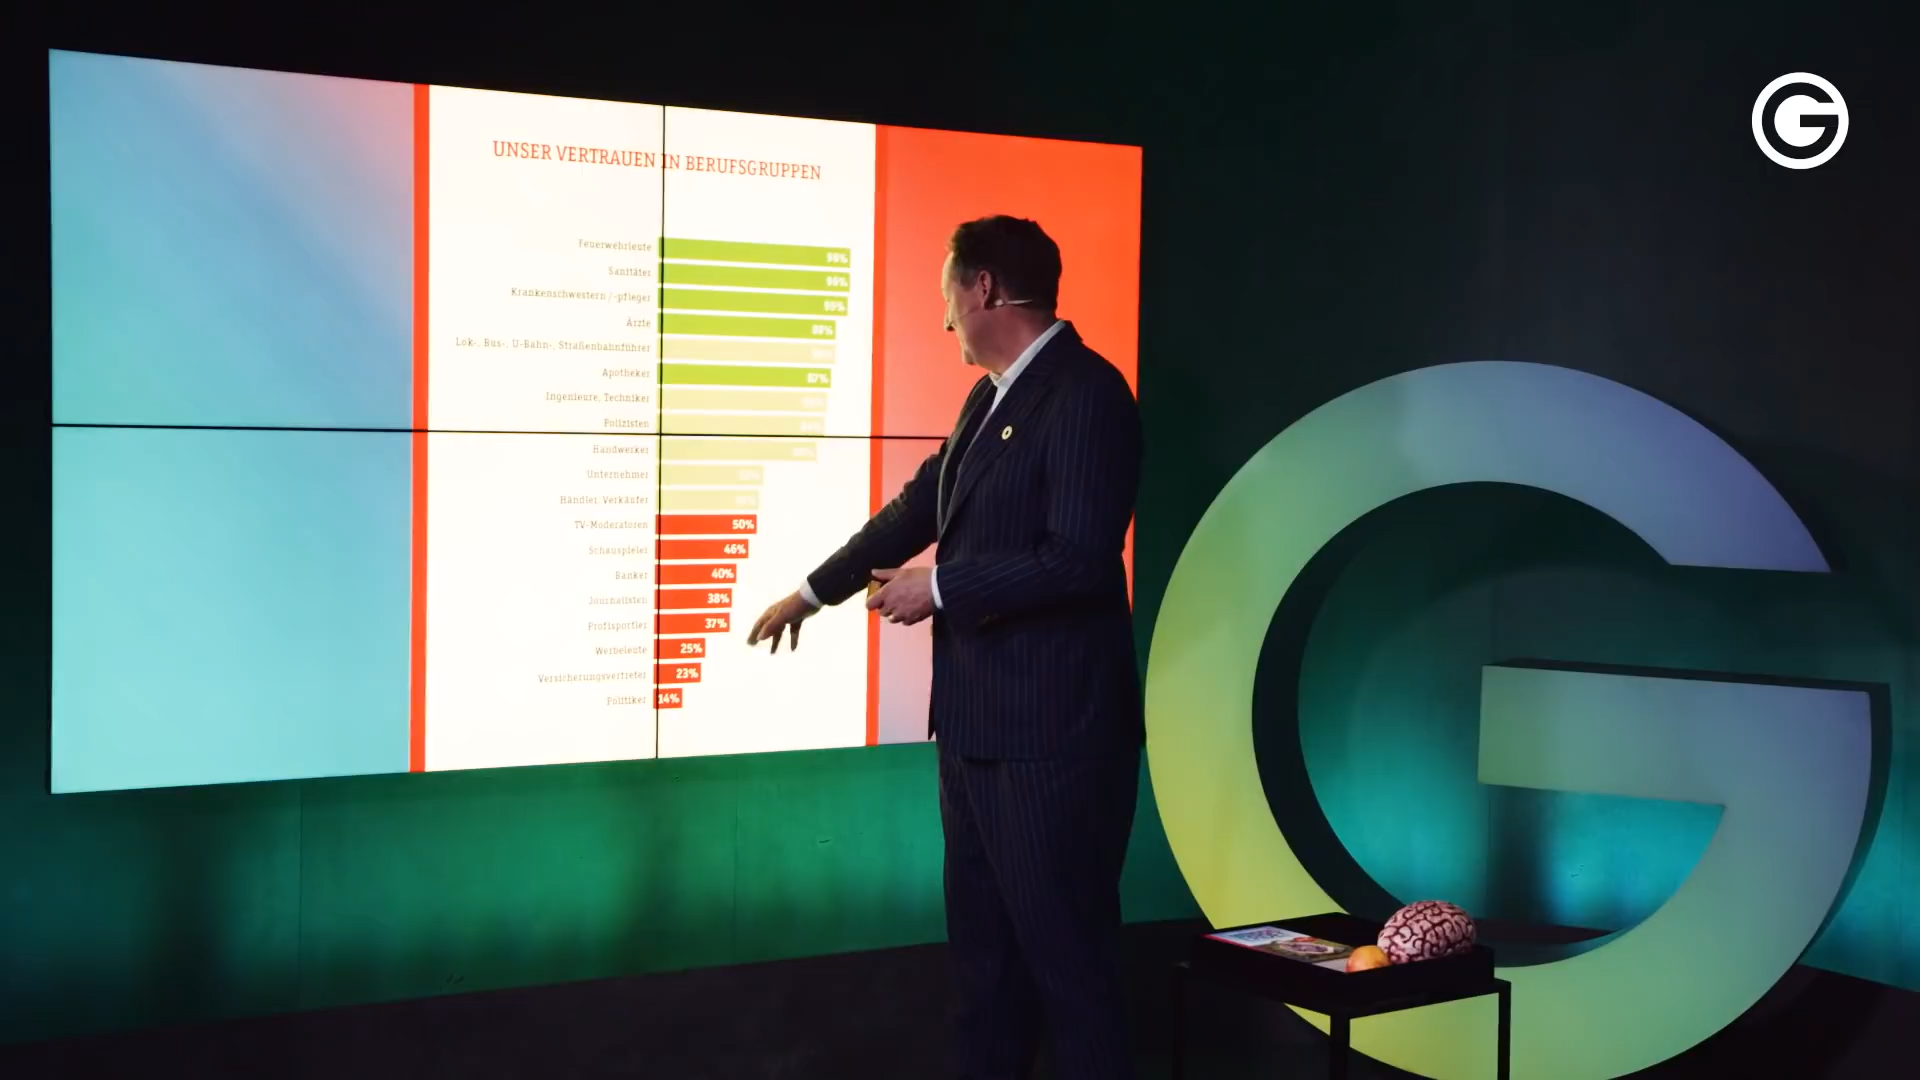 UNSER VERTRAUEN IN BERUFSGRUPPEN
Feuerwehrleute
Sanitäter
Krankenschwestern /-pfleger
Ärzte
Lok-, Bus-, U-Bahn-, Straßenbahnführer
Apotheker 87%
Ingenieure, Techniker
Polizisten
Handwerker
Unternehmer
Händler, Verkäufer
TV-Moderatoren 50%
Schauspieler 46%
Banker 40%
Journalisten 38%
Profisportler 37%
Werbeleute 25%
Versicherungsvertreter 23%
Politiker 14%
G
G